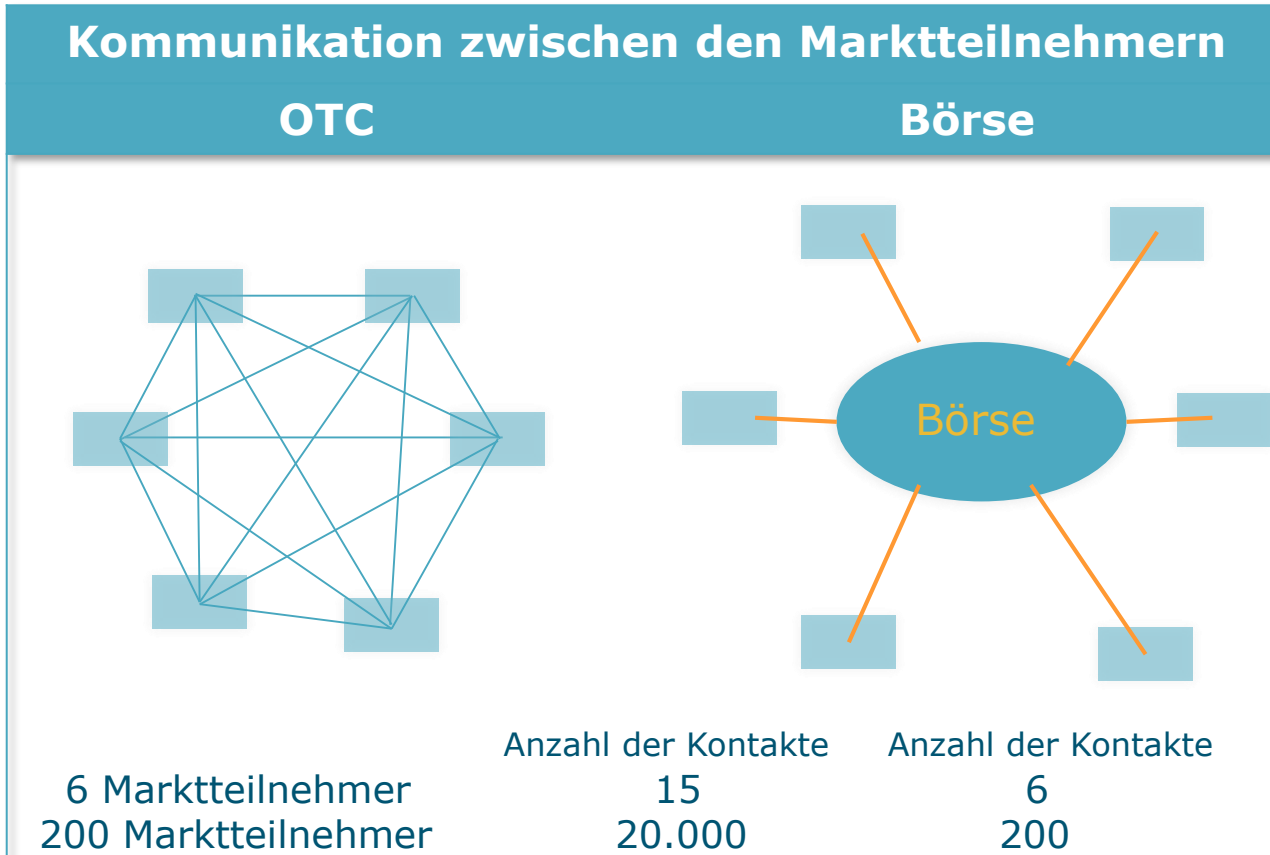 Kommunikation zwischen den Marktteilnehmern
OTC Börse
Börse
Anzahl der Kontakte Anzahl der Kontakte
6 Marktteilnehmer 15 6
200 Marktteilnehmer 20.000 200